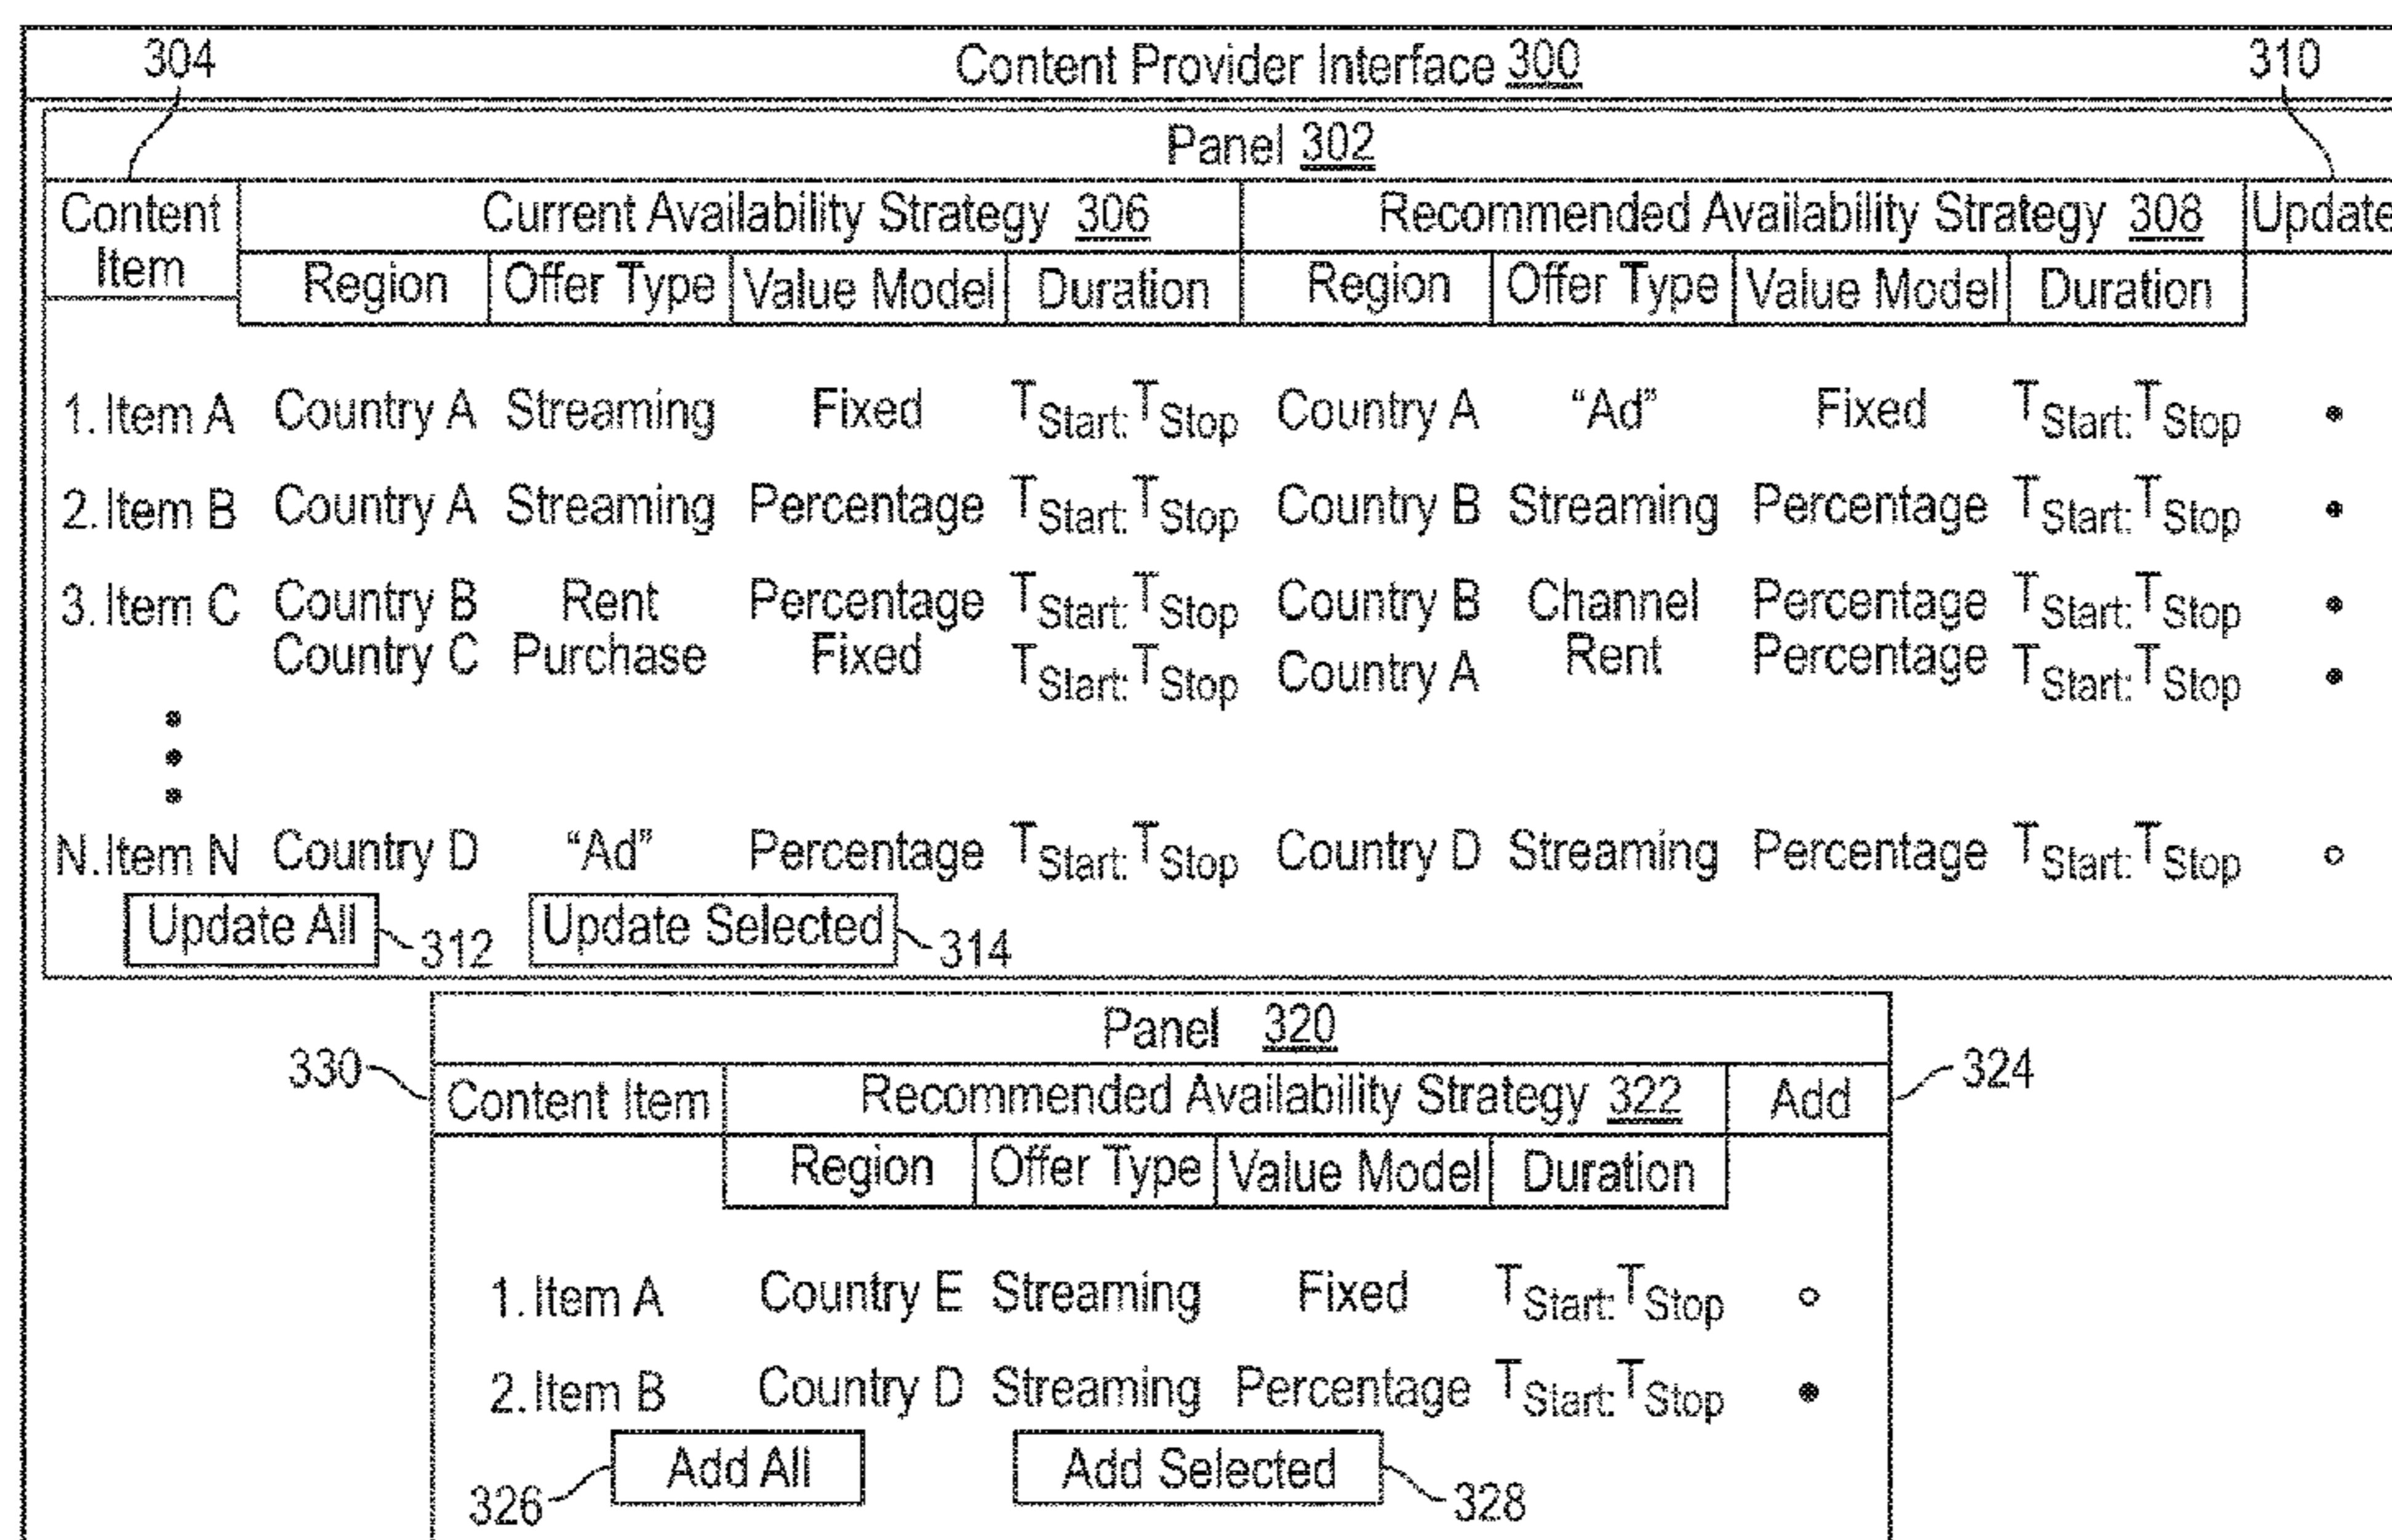 304 Content Provider Interface 300 310
Panel 302
Content Item Current Availability Strategy 306 Recommended Availability Strategy 308 Update
Region Offer Type Value Model Duration Region Offer Type Value Model Duration
1. Item A Country A Streaming Fixed TStart: TStop Country A “Ad” Fixed TStart: TStop
2. Item B Country A Streaming Percentage TStart: TStop Country B Streaming Percentage TStart: TStop
3. Item C Country B Rent Percentage TStart: TStop Country B Channel Percentage TStart: TStop
Country C Purchase Fixed TStart: TStop Country A Rent Percentage TStart: TStop
N. Item N Country D “Ad” Percentage TStart: TStop Country D Streaming Percentage TStart: TStop
Update All 312 Update Selected 314
Panel 320
330 Content Item Recommended Availability Strategy 322 Add 324
Region Offer Type Value Model Duration
1. Item A Country E Streaming Fixed TStart: TStop
2. Item B Country D Streaming Percentage TStart: TStop
326 Add All Add Selected 328